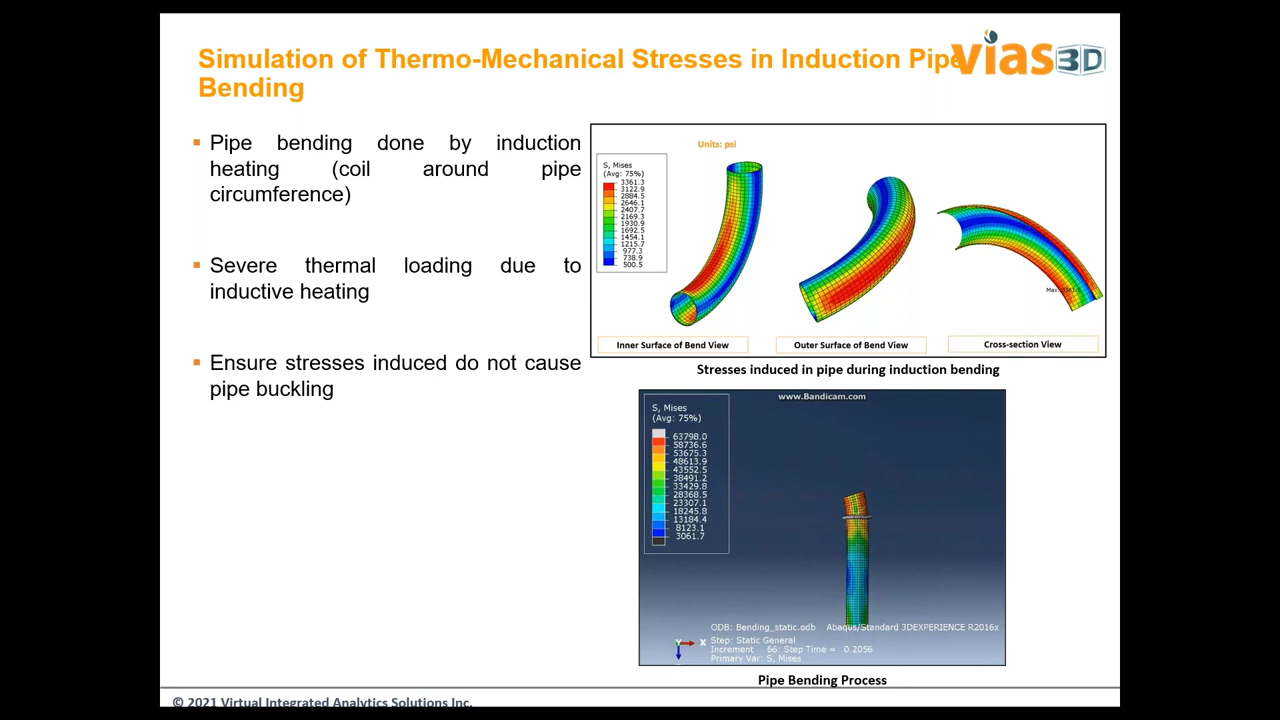 Simulation of Thermo-Mechanical Stresses in Induction Pipe
Bending
vias3D
Pipe bending done by induction
heating (coil around pipe
circumference)
Severe thermal loading due to
inductive heating
Ensure stresses induced do not cause
pipe buckling
Units: psi
S, Mises
(Avg: 75%)
3361.3
3122.9
2884.5
2646.1
2407.7
2169.3
1930.9
1692.5
1454.1
1215.7
977.3
738.9
500.5
Inner Surface of Bend View
Outer Surface of Bend View
Cross-section View
Stresses induced in pipe during induction bending
www.Bandicam.com
S, Mises
(Avg: 75%)
63798.0
58736.6
53675.3
48613.9
43552.5
38491.2
33429.8
28368.5
23307.1
18245.8
13184.4
8123.1
3061.7
ODB: Bending_static.odb Abaqus/Standard 3DEXPERIENCE R2016x
Step: Static General
Increment 66: Step Time = 0.2056
Primary Var: S, Mises
Y X
Pipe Bending Process
© 2021 Virtual Integrated Analytics Solutions Inc.